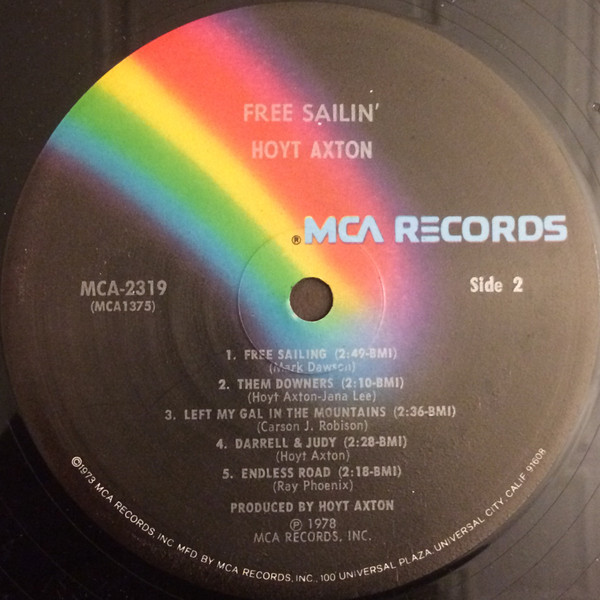 FREE SAILIN'
HOYT AXTON
® MCA RECORDS
MCA-2319
(MCA1375)
Side 2
1. FREE SAILING (2:49-BMI)
(Mark Dawson)
2. THEM DOWNERS (2:10-BMI)
(Hoyt Axton-Jana Lee)
3. LEFT MY GAL IN THE MOUNTAINS (2:36-BMI)
(Carson J. Robison)
4. DARRELL & JUDY (2:28-BMI)
(Hoyt Axton)
5. ENDLESS ROAD (2:18-BMI)
(Ray Phoenix)
PRODUCED BY HOYT AXTON
℗ 1978
MCA RECORDS, INC.
©1973 MCA RECORDS, INC MFD BY MCA RECORDS, INC., 100 UNIVERSAL PLAZA, UNIVERSAL CITY, CALIF. 91608